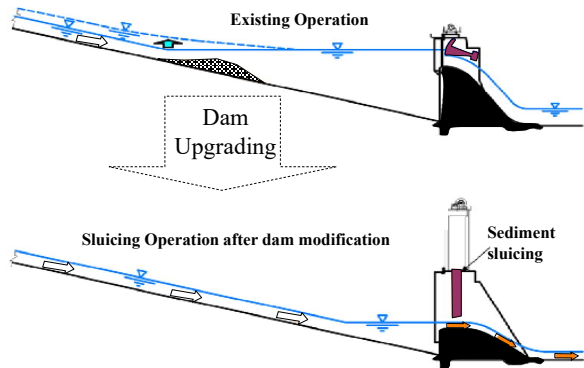 Existing Operation
Dam
Upgrading
Sluicing Operation after dam modification
Sediment
sluicing